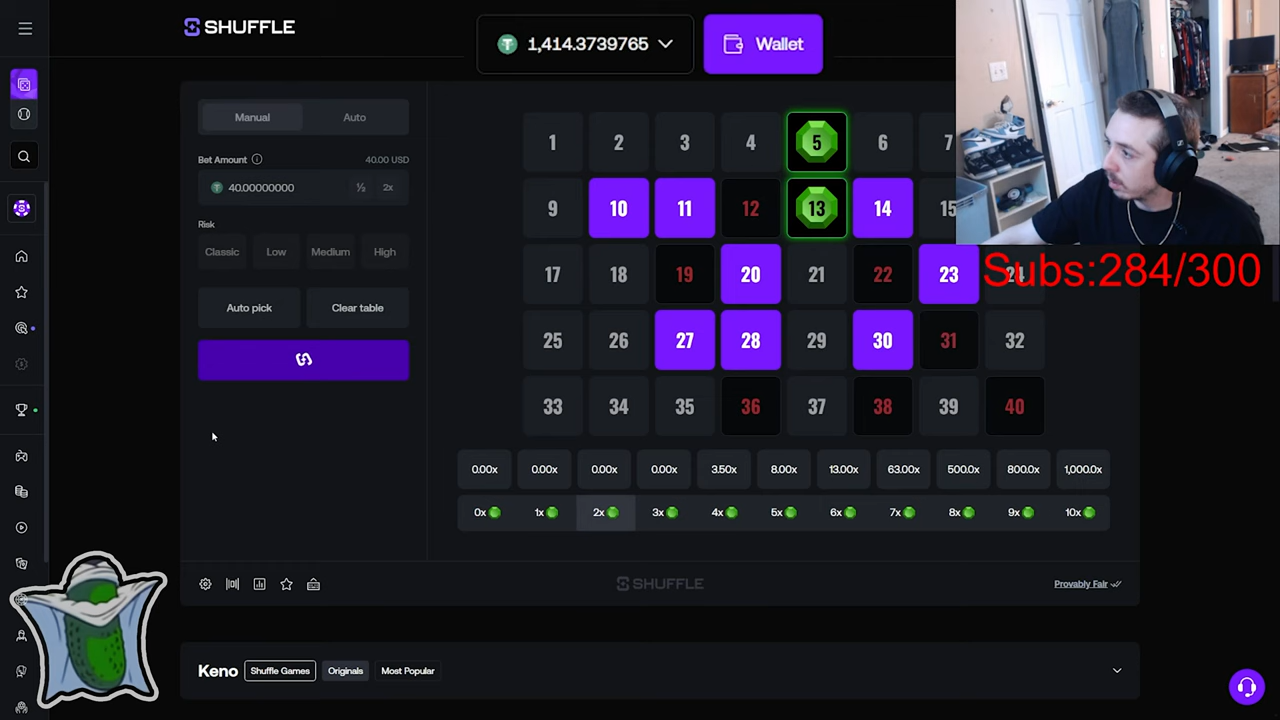 SHUFFLE
1,414.3739765
Wallet
Manual
Auto
Bet Amount
40.00 USD
40.00000000
½
2x
Risk
Classic
Low
Medium
High
Auto pick
Clear table
1
2
3
4
5
6
7
9
10
11
12
13
14
15
17
18
19
20
21
22
23
24
Subs:284/300
25
26
27
28
29
30
31
32
33
34
35
36
37
38
39
40
0.00x
0.00x
0.00x
0.00x
3.50x
8.00x
13.00x
63.00x
500.0x
800.0x
1,000.0x
0x
1x
2x
3x
4x
5x
6x
7x
8x
9x
10x
SHUFFLE
Provably Fair
Keno
Shuffle Games
Originals
Most Popular